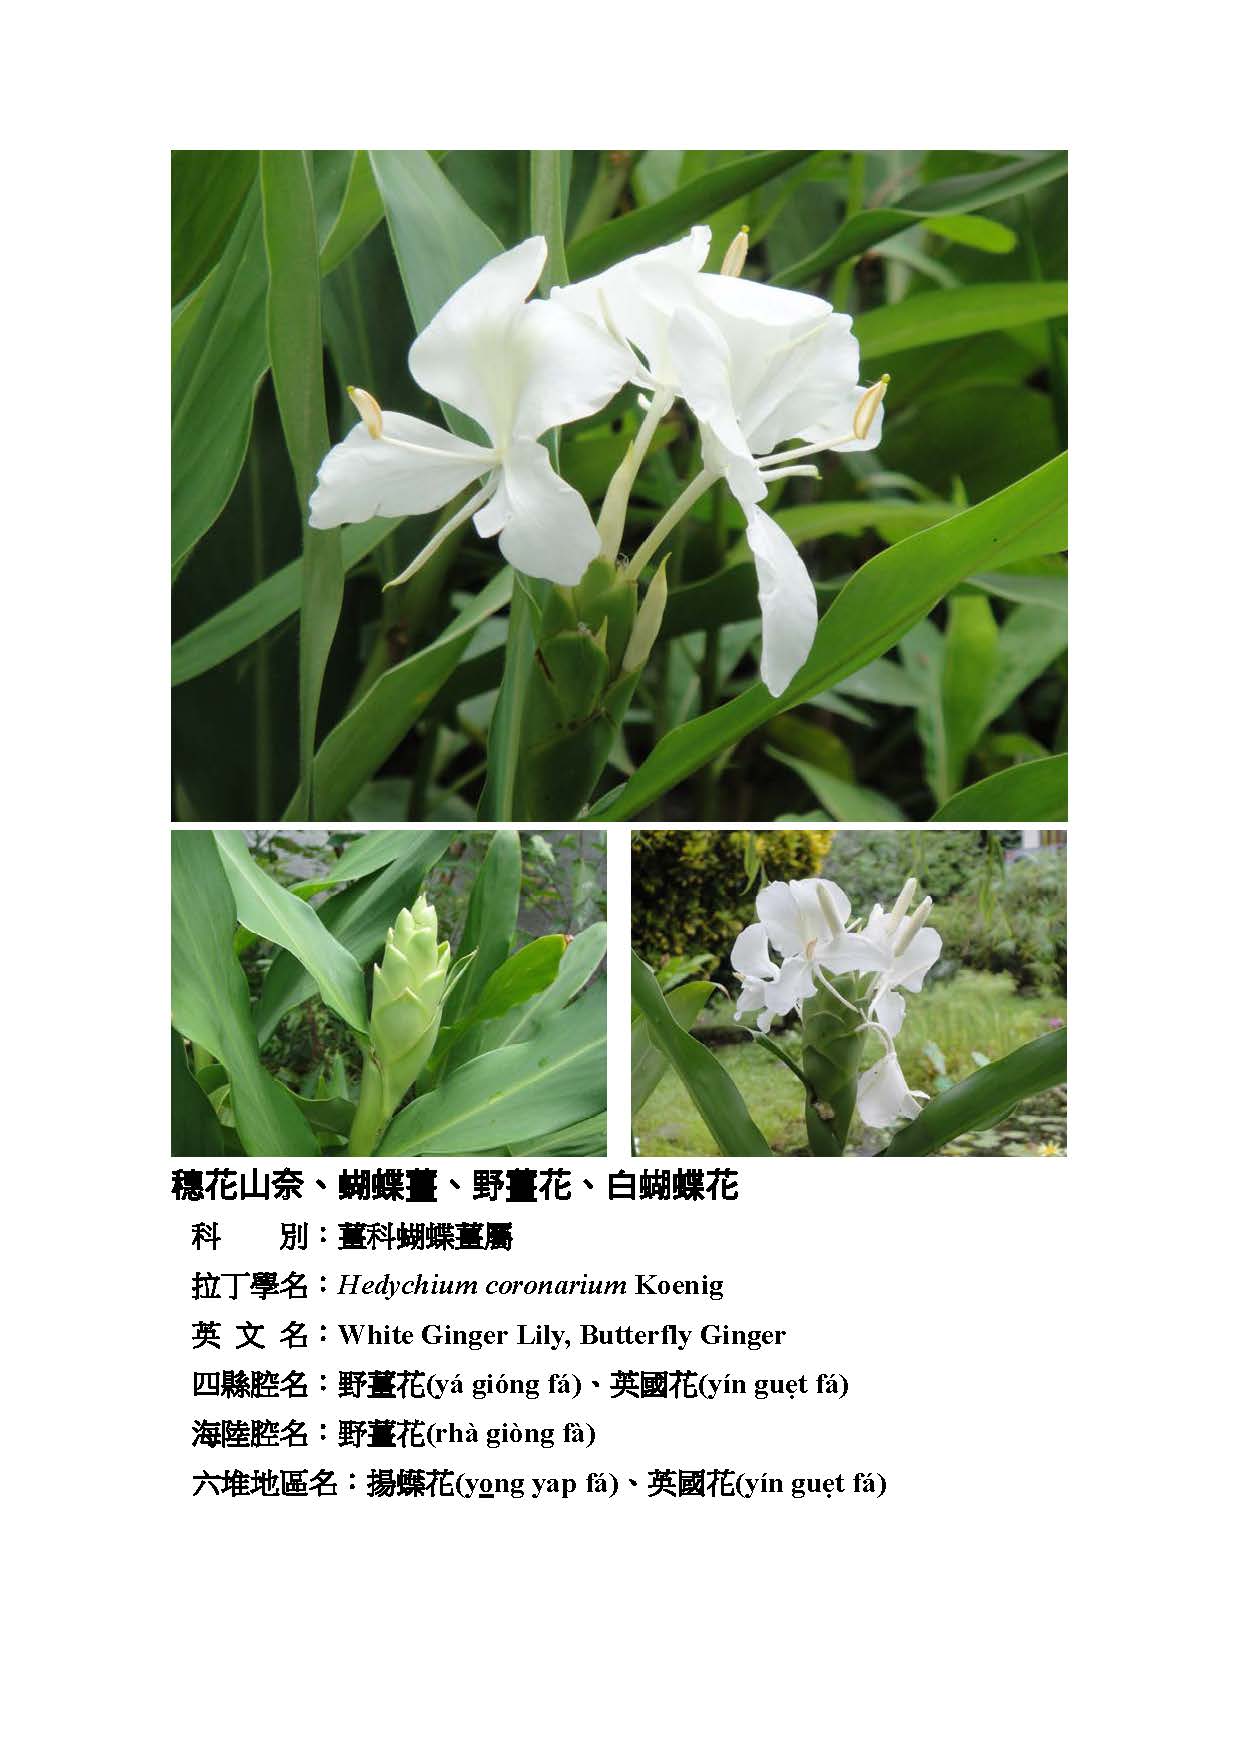 穗花山奈、蝴蝶薑、野薑花、白蝴蝶花
科　　別：薑科蝴蝶薑屬
拉丁學名：Hedychium coronarium Koenig
英 文 名：White Ginger Lily, Butterfly Ginger
四縣腔名：野薑花(yá gióng fá)、英國花(yín guẹt fá)
海陸腔名：野薑花(rhà giòng fà)
六堆地區名：揚蝶花(yo̲ng yap fá)、英國花(yín guẹt fá)